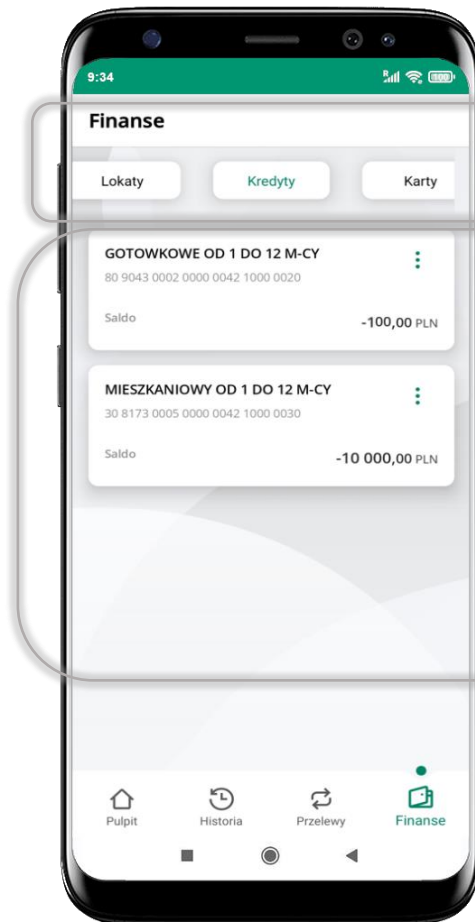 9:34
Finanse
Lokaty Kredyty Karty
GOTOWKOWE OD 1 DO 12 M-CY
80 9043 0002 0000 0042 1000 0020
Saldo -100,00 PLN
MIESZKANIOWY OD 1 DO 12 M-CY
30 8173 0005 0000 0042 1000 0030
Saldo -10 000,00 PLN
Pulpit Historia Przelewy Finanse